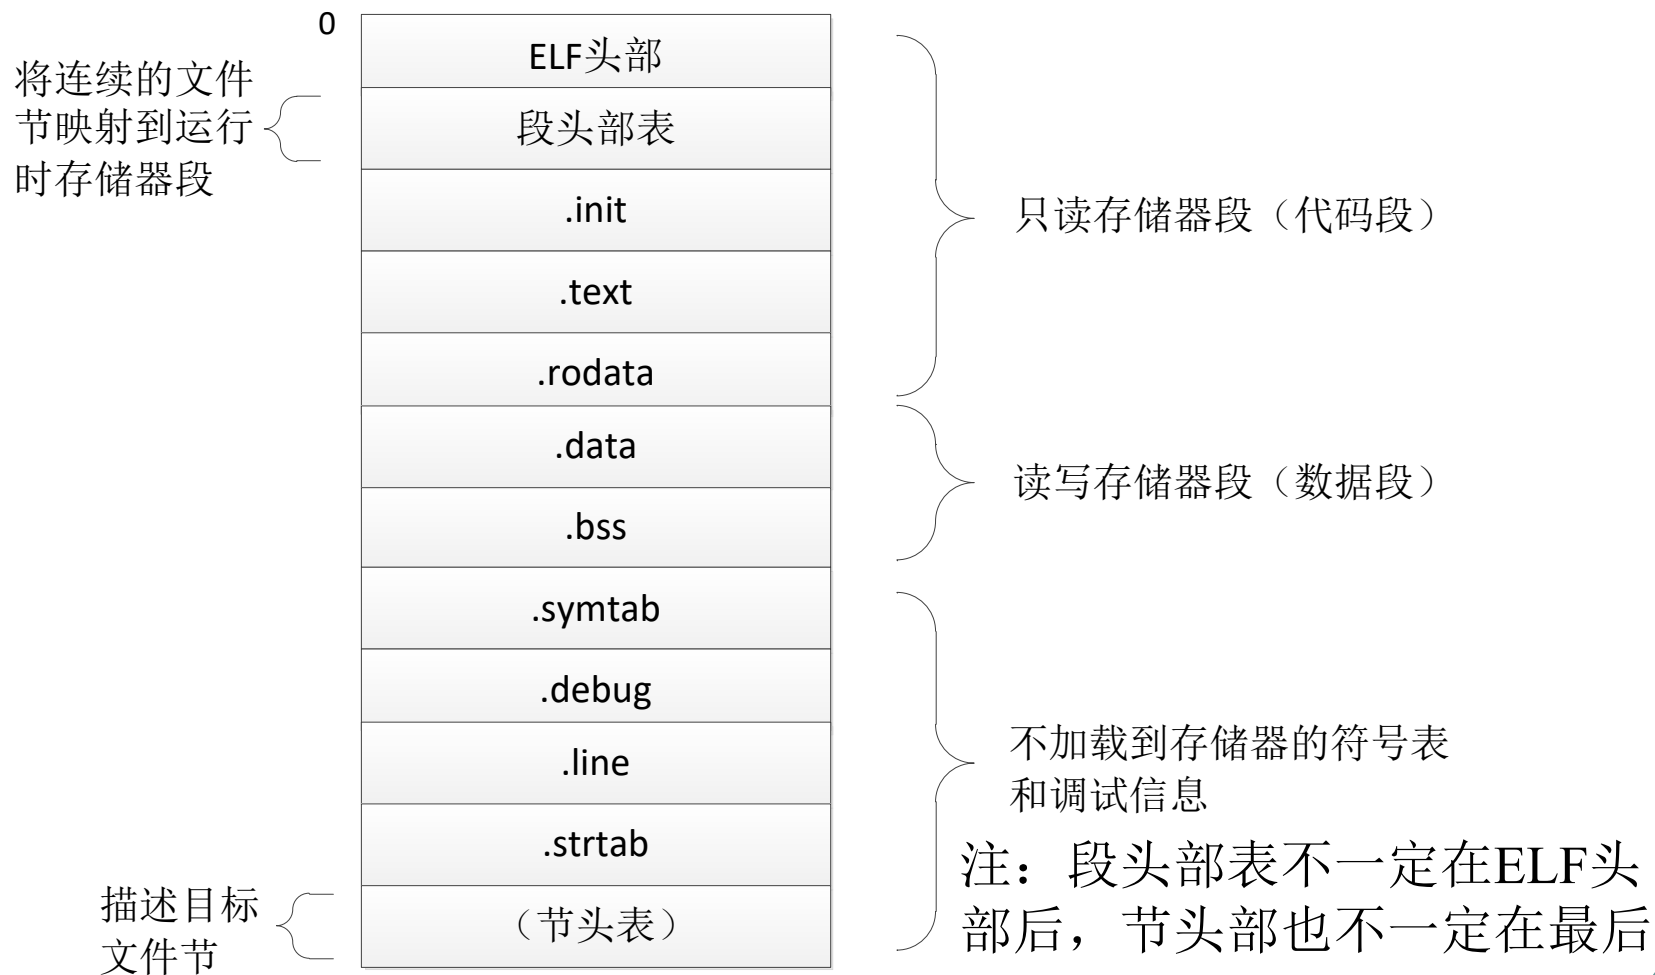 0
ELF头部
将连续的文件
节映射到运行
时存储器段
段头部表
.init
只读存储器段（代码段）
.text
.rodata
.data
读写存储器段（数据段）
.bss
.symtab
.debug
.line
不加载到存储器的符号表
和调试信息
.strtab
注：段头部表不一定在ELF头
部后，节头部也不一定在最后
描述目标
文件节
（节头表）